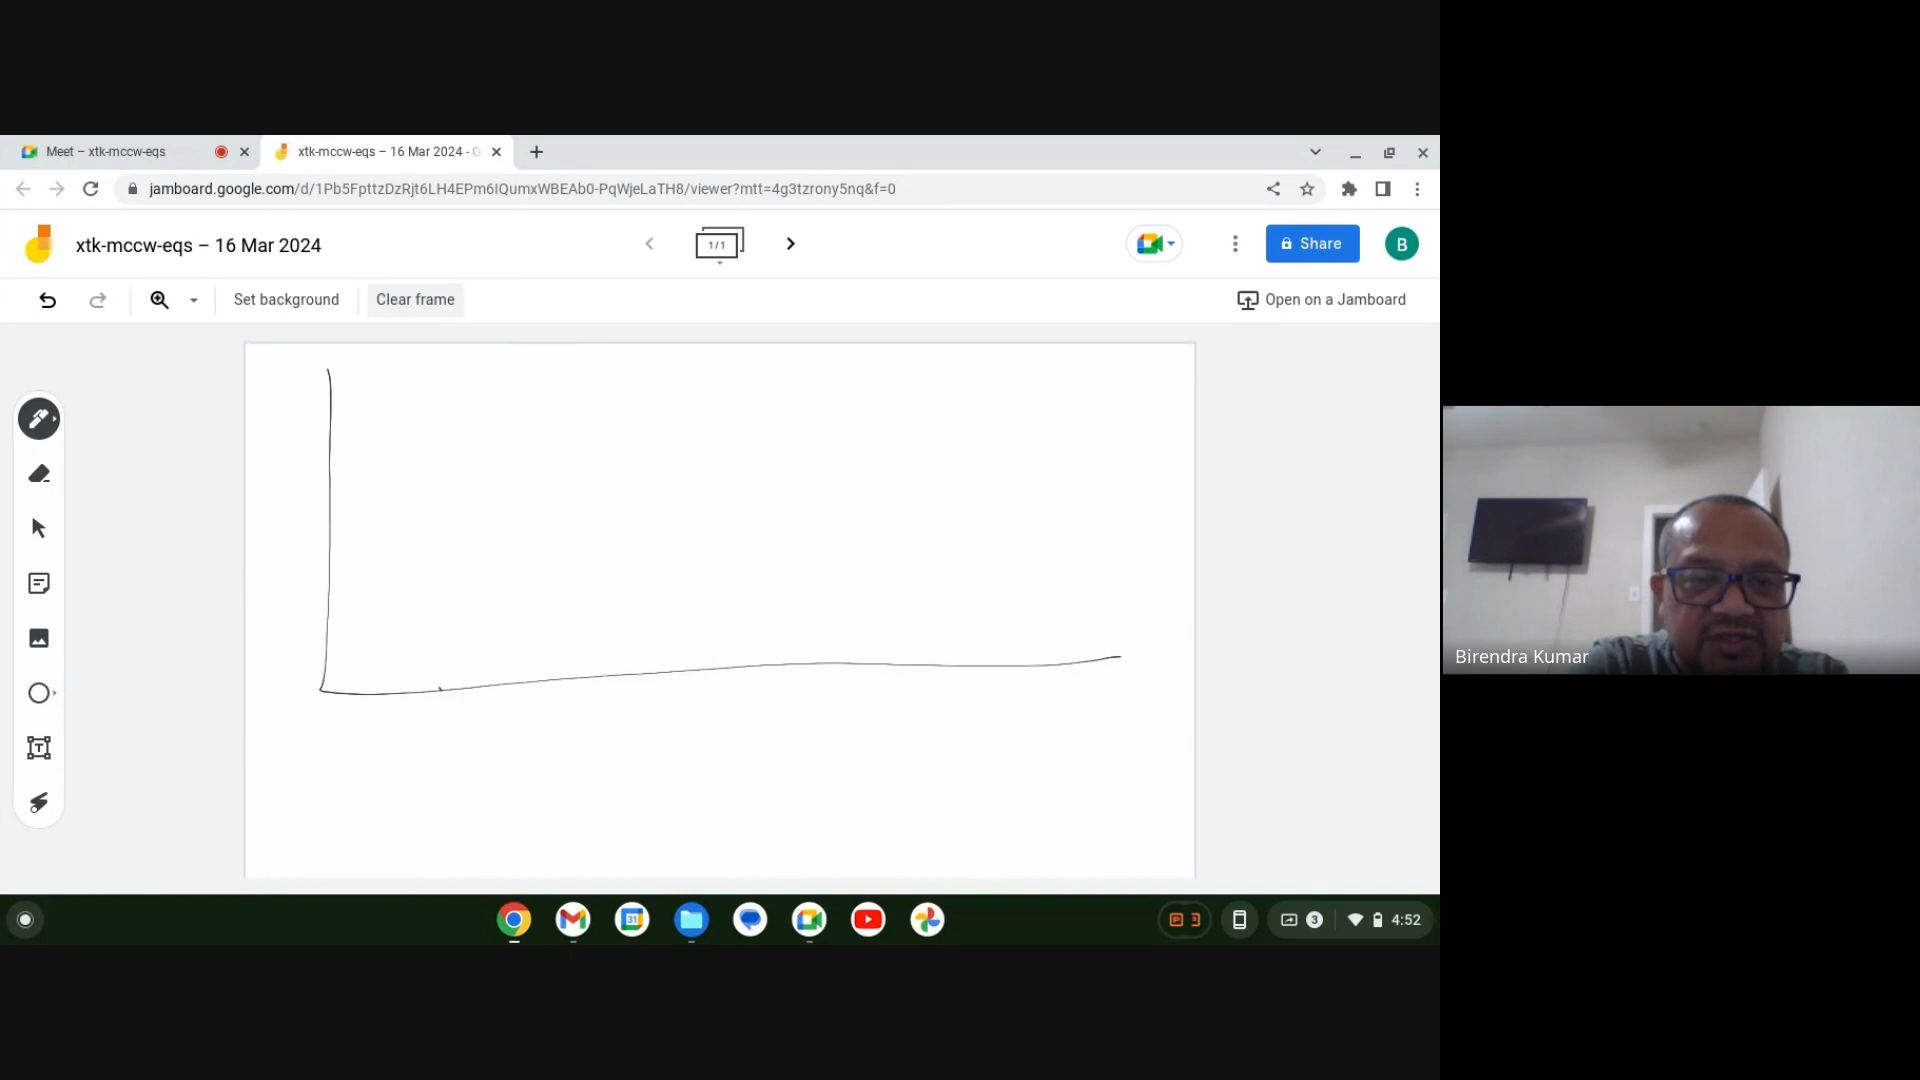 Meet – xtk-mccw-eqs
xtk-mccw-eqs – 16 Mar 2024 - G
jamboard.google.com/d/1Pb5FpttzDzRjt6LH4EPm6IQumxWBEAb0-PqWjeLaTH8/viewer?mtt=4g3tzrony5nq&f=0
xtk-mccw-eqs – 16 Mar 2024
1/1
Share
B
Set background
Clear frame
Open on a Jamboard
Birendra Kumar
31
3
4:52